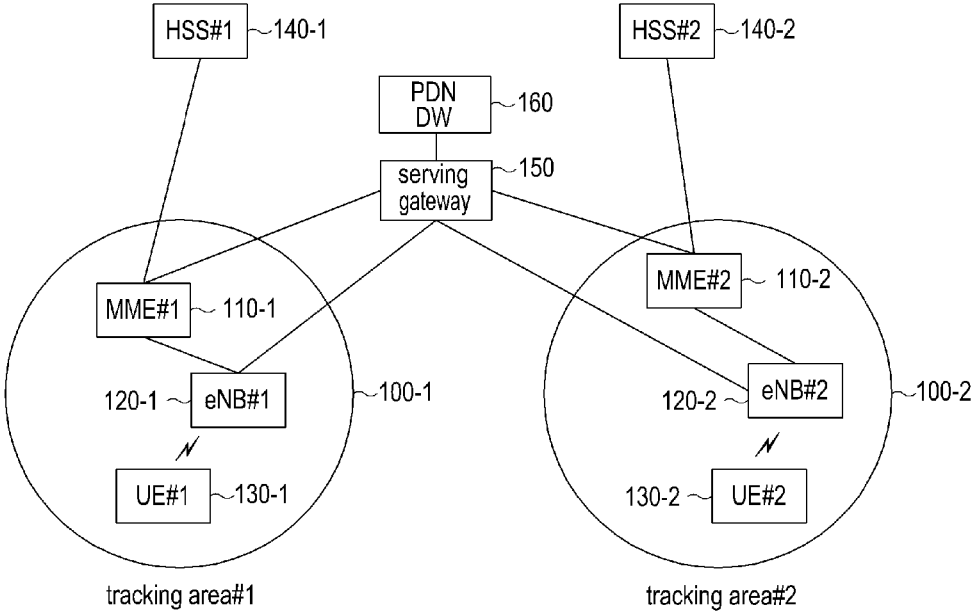 HSS#1
140-1
HSS#2
140-2
PDN
DW
160
serving
gateway
150
MME#1
110-1
MME#2
110-2
120-1
eNB#1
100-1
120-2
eNB#2
100-2
UE#1
130-1
130-2
UE#2
tracking area#1
tracking area#2